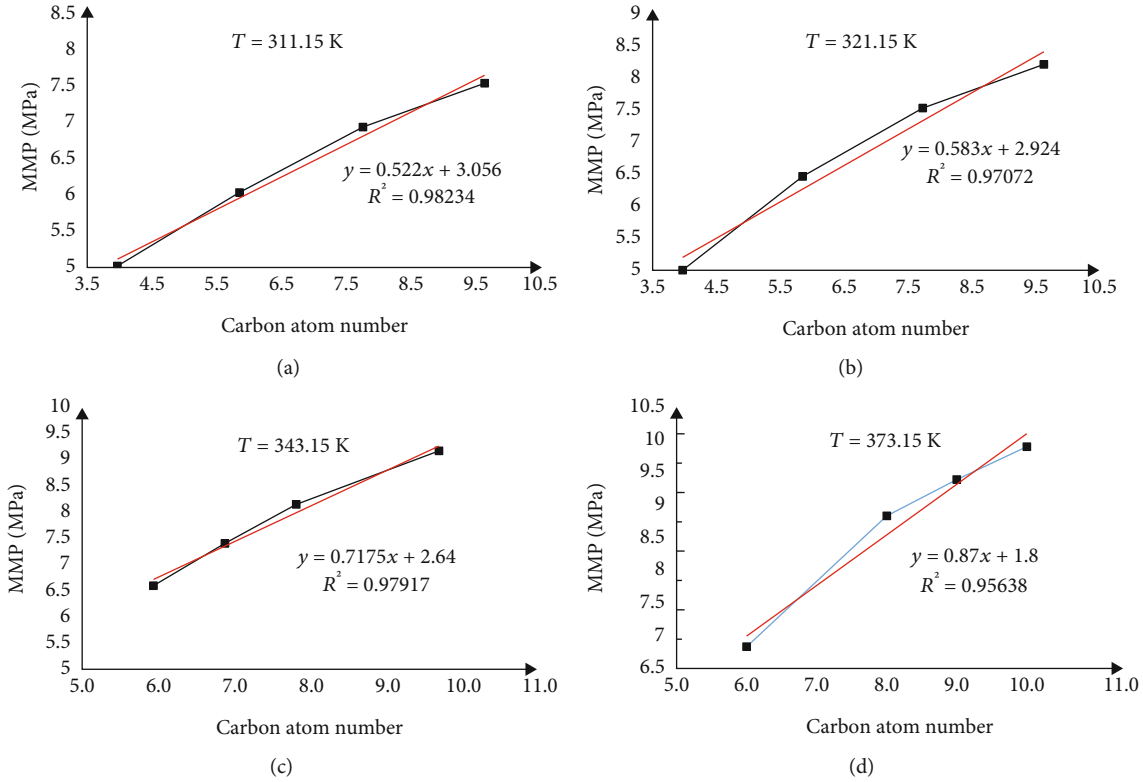 8.5
8
7.5
7
6.5
6
5.5
5
MMP (MPa)
T = 311.15 K
y = 0.522x + 3.056
R² = 0.98234
3.5 4.5 5.5 6.5 7.5 8.5 9.5 10.5
Carbon atom number
(a)
9
8.5
8
7.5
7
6.5
6
5.5
5
MMP (MPa)
T = 321.15 K
y = 0.583x + 2.924
R² = 0.97072
3.5 4.5 5.5 6.5 7.5 8.5 9.5 10.5
Carbon atom number
(b)
10
9.5
9
8.5
8
7.5
7
6.5
6
5.5
5
MMP (MPa)
T = 343.15 K
y = 0.7175x + 2.64
R² = 0.97917
5.0 6.0 7.0 8.0 9.0 10.0 11.0
Carbon atom number
(c)
10.5
10
9.5
9
8.5
8
7.5
7
6.5
MMP (MPa)
T = 373.15 K
y = 0.87x + 1.8
R² = 0.95638
5.0 6.0 7.0 8.0 9.0 10.0 11.0
Carbon atom number
(d)